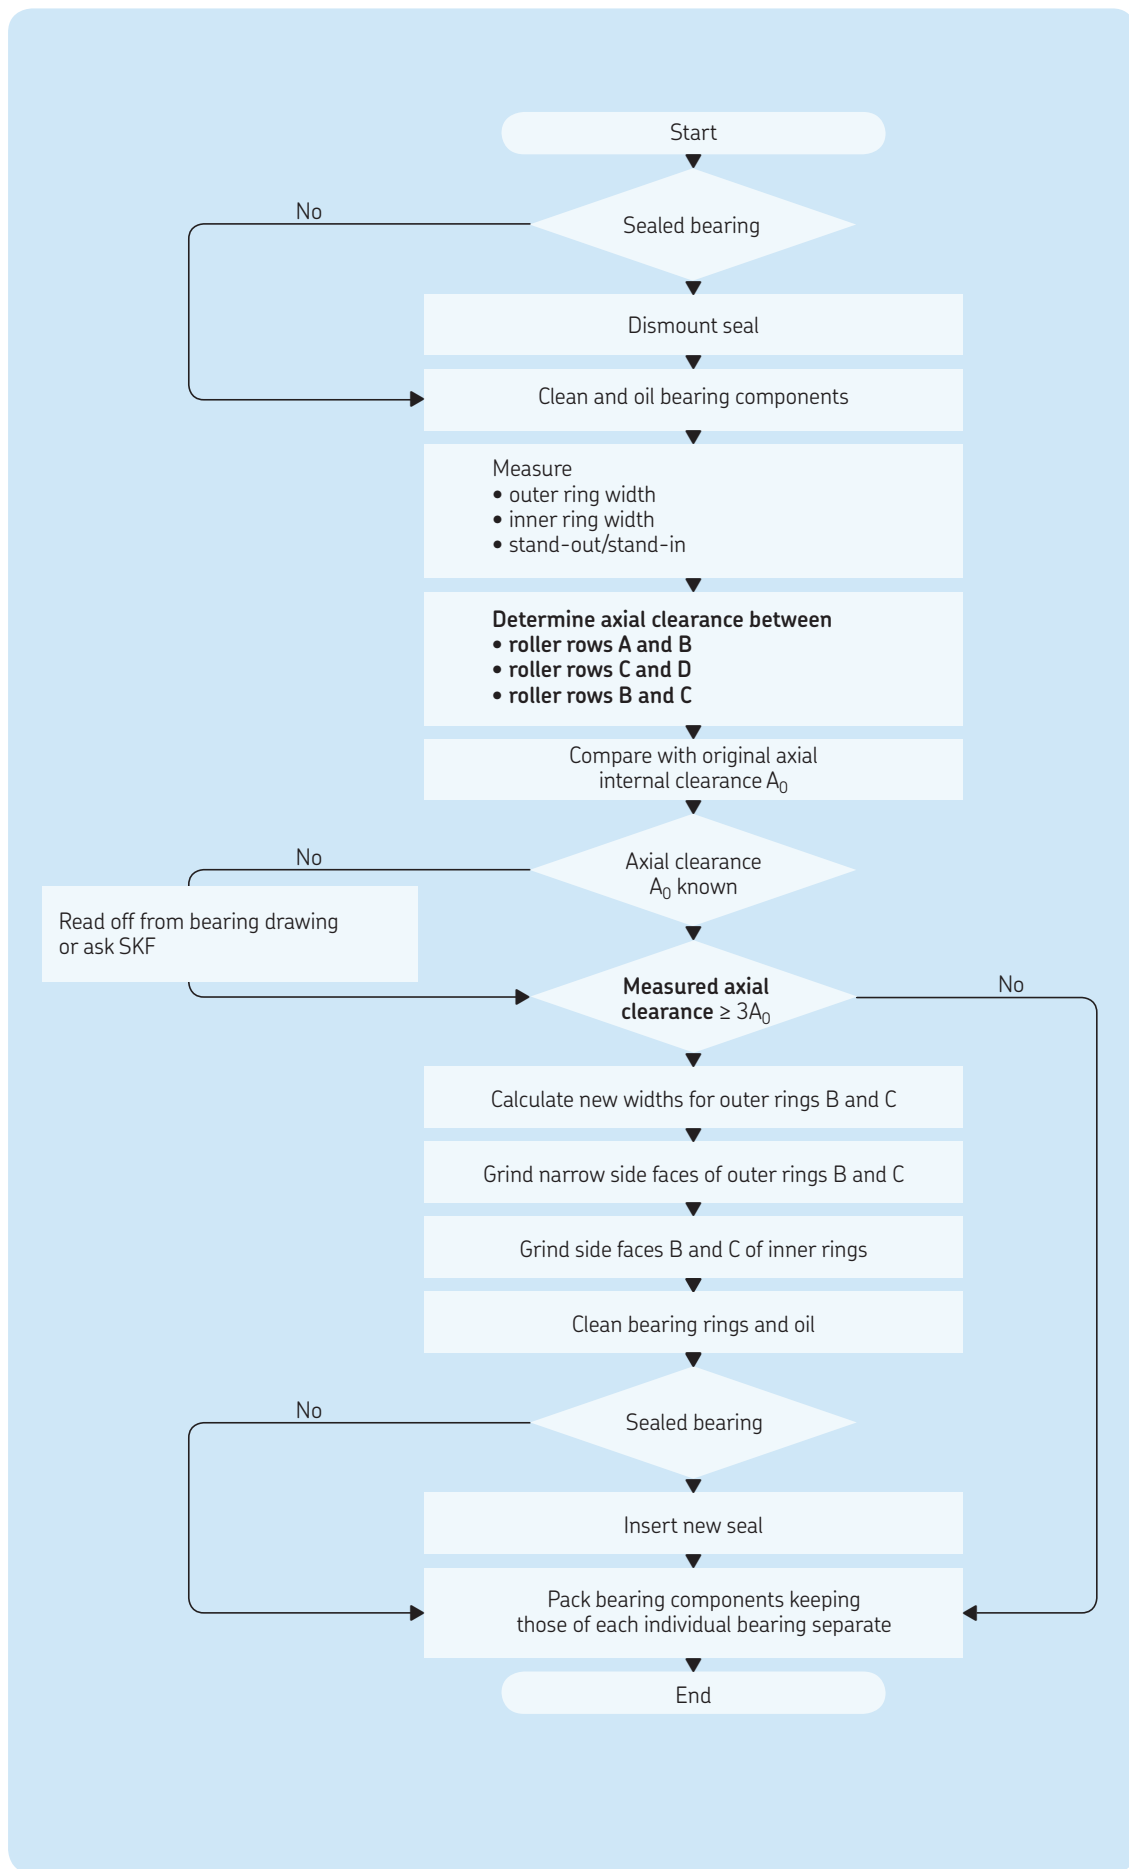 Start
No
Sealed bearing
Dismount seal
Clean and oil bearing components
Measure
• outer ring width
• inner ring width
• stand-out/stand-in
Determine axial clearance between
• roller rows A and B
• roller rows C and D
• roller rows B and C
Compare with original axial
internal clearance A₀
No
Axial clearance
A₀ known
Read off from bearing drawing
or ask SKF
Measured axial
clearance ≥ 3A₀
No
Calculate new widths for outer rings B and C
Grind narrow side faces of outer rings B and C
Grind side faces B and C of inner rings
Clean bearing rings and oil
No
Sealed bearing
Insert new seal
Pack bearing components keeping
those of each individual bearing separate
End